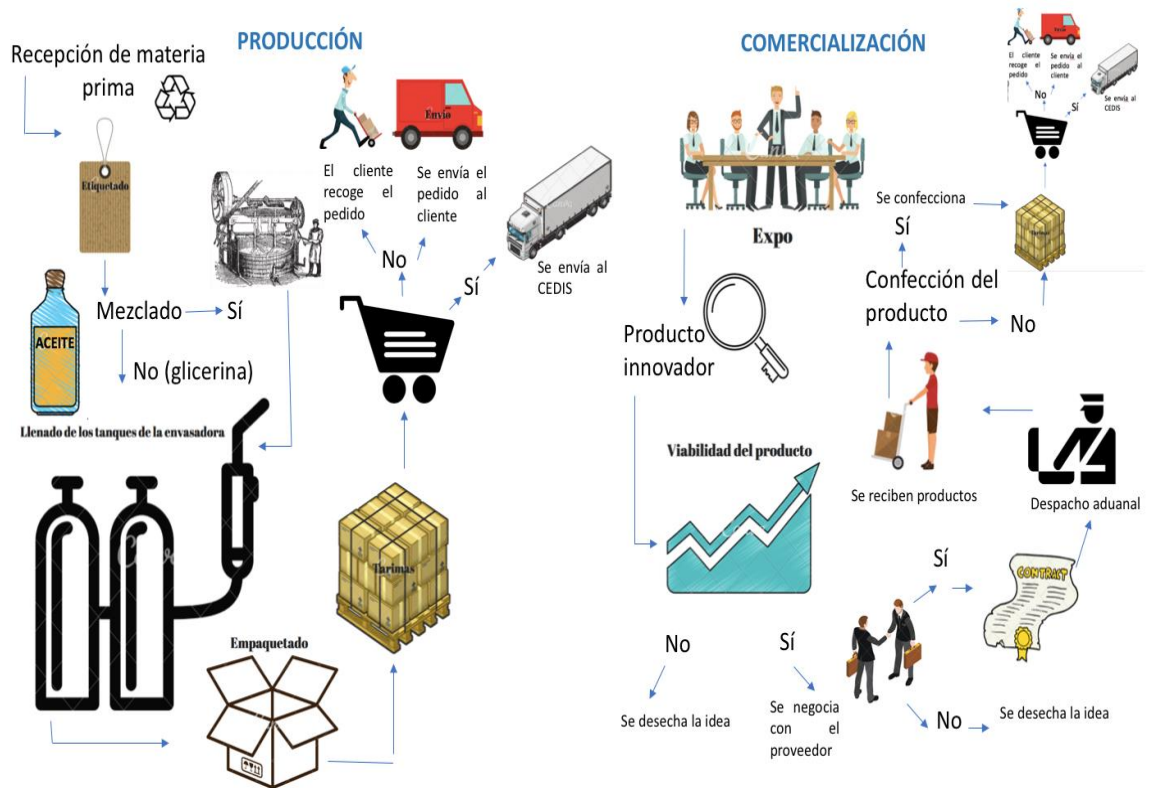 PRODUCCIÓN
Recepción de materia
prima
Etiquetado
Mezclado
Sí
No (glicerina)
ACEITE
Llenado de los tanques de la envasadora
Empaquetado
Tarimas
No
El cliente
recoge el
pedido
Envío
Se envía el
pedido al
cliente
Sí
Se envía al
CEDIS
COMERCIALIZACIÓN
Expo
Producto
innovador
Viabilidad del producto
No
Se desecha la idea
Sí
Se negocia
con el
proveedor
No
Se desecha la idea
Sí
CONTRACT
Despacho aduanal
Se reciben productos
Confección del
producto
Sí
Se confecciona
No
Tarimas
No
El cliente
recoge el
pedido
Envío
Se envía el
pedido al
cliente
Sí
Se envía al
CEDIS